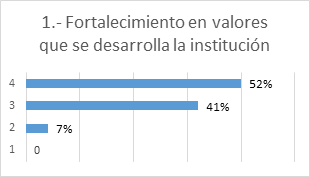 1.- Fortalecimiento en valores
que se desarrolla la institución
4 52%
3 41%
2 7%
1 0